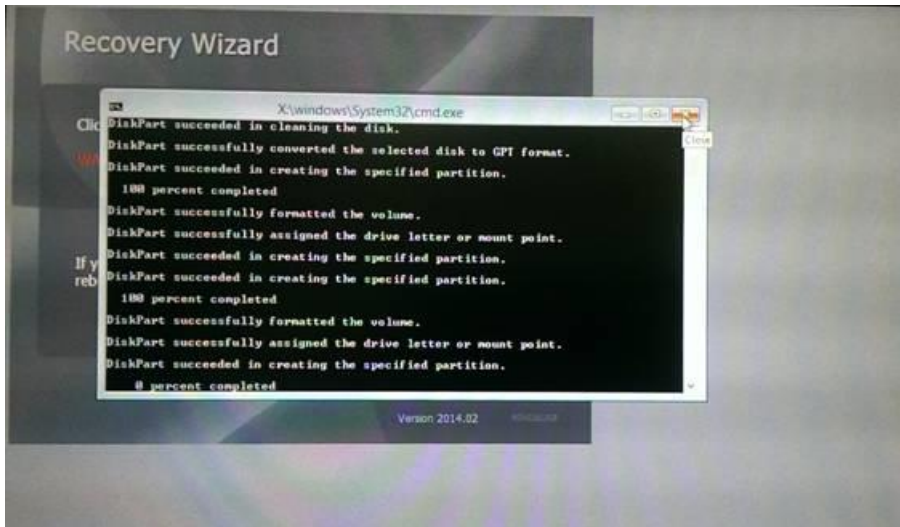 Recovery Wizard
X:\windows\System32\cmd.exe
Close
Clic
DiskPart succeeded in cleaning the disk.
DiskPart successfully converted the selected disk to GPT format.
WA
DiskPart succeeded in creating the specified partition.
100 percent completed
DiskPart successfully formatted the volume.
DiskPart successfully assigned the drive letter or mount point.
If y
DiskPart succeeded in creating the specified partition.
reb
DiskPart succeeded in creating the specified partition.
100 percent completed
DiskPart successfully formatted the volume.
DiskPart successfully assigned the drive letter or mount point.
DiskPart succeeded in creating the specified partition.
0 percent completed
Version 2014.02